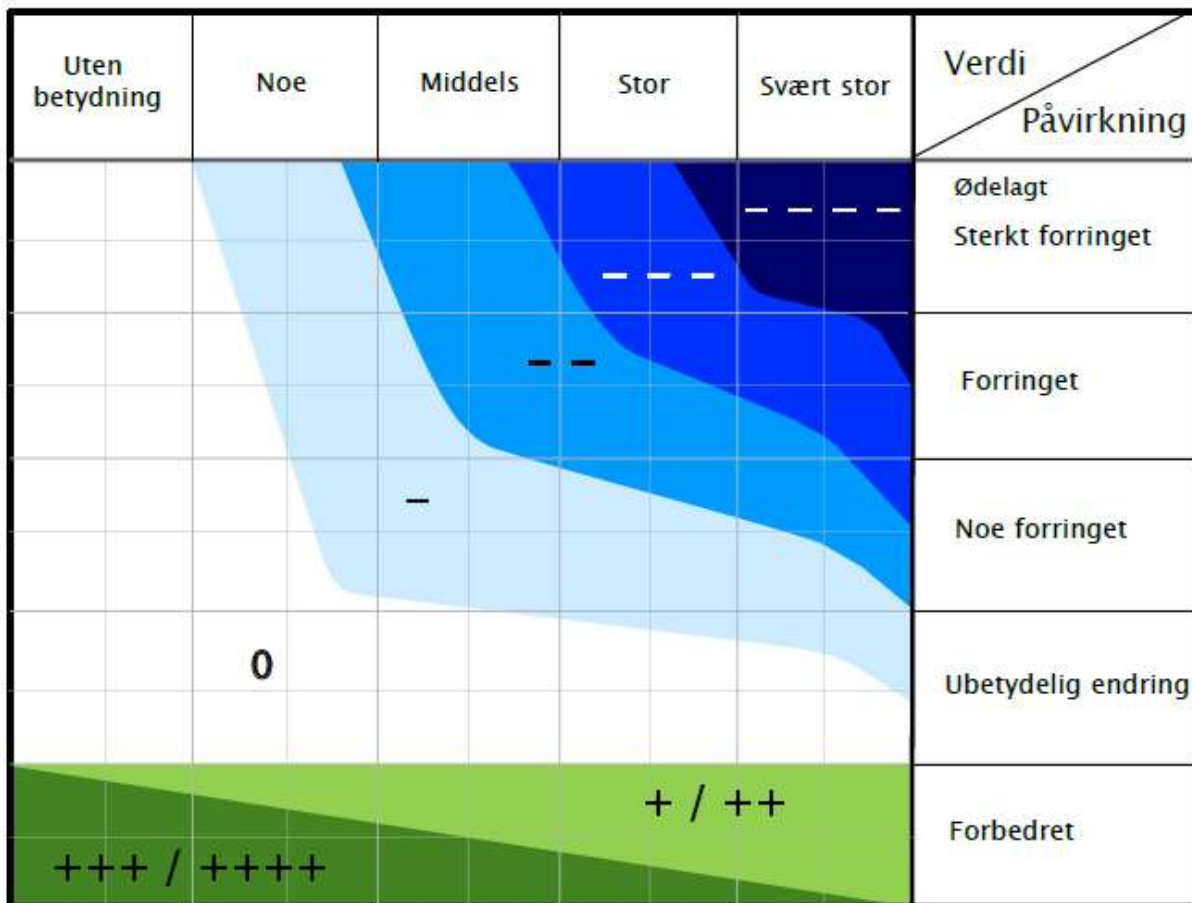 Uten
betydning
Noe
Middels
Stor
Svært stor
Verdi
Påvirkning
Ødelagt
Sterkt forringet
– – – –
– – –
Forringet
– –
Noe forringet
–
0
Ubetydelig endring
+ / ++
Forbedret
+++ / ++++